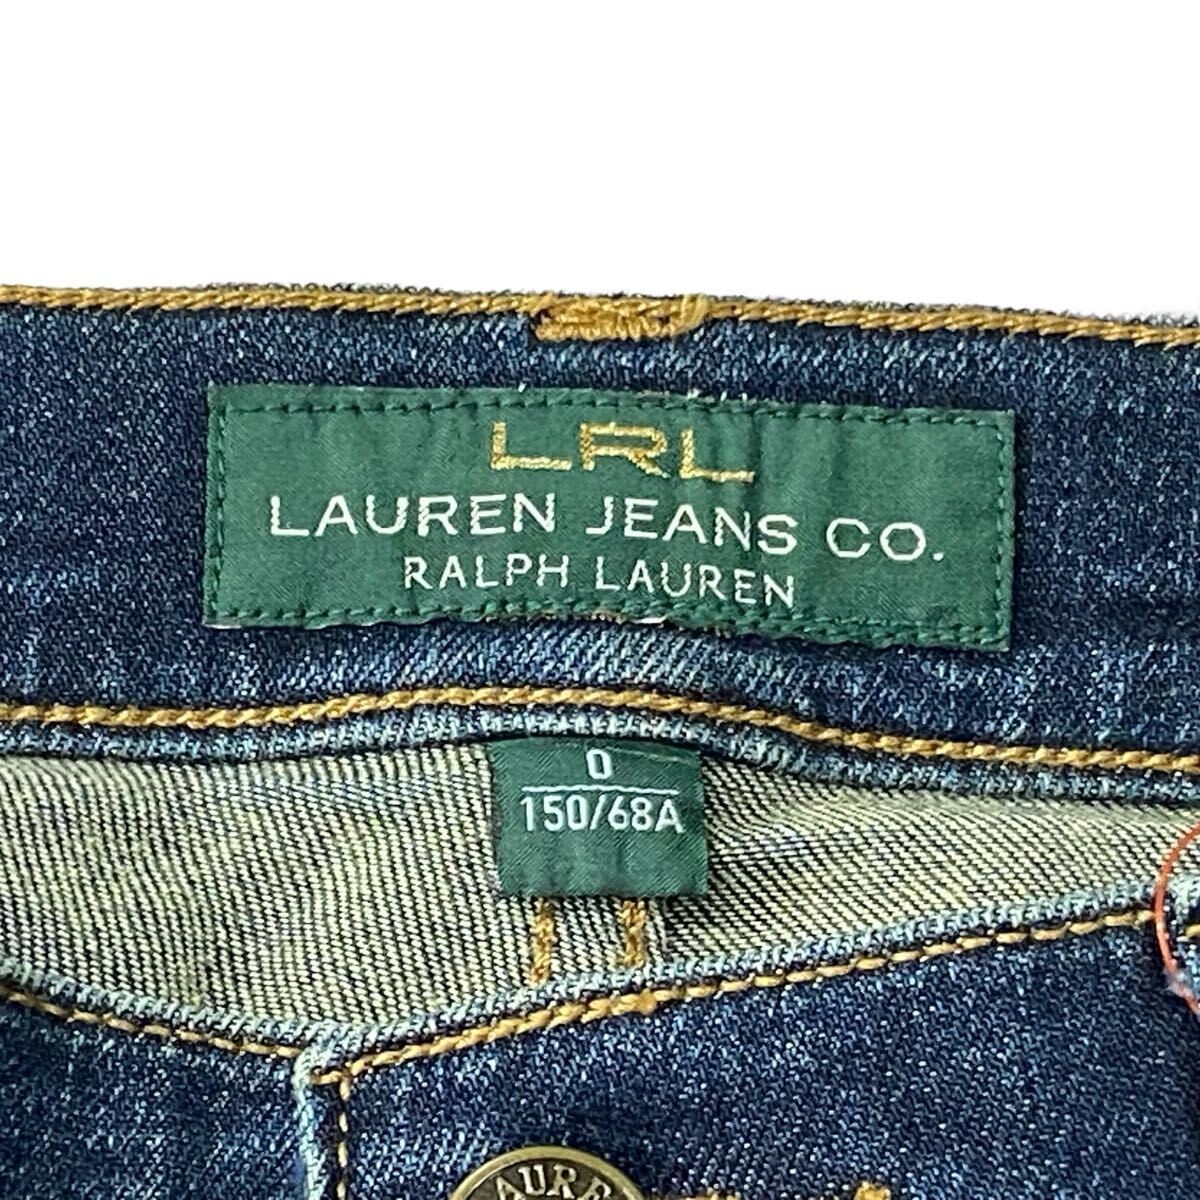 LRL
LAUREN JEANS CO.
RALPH LAUREN
0
150/68A